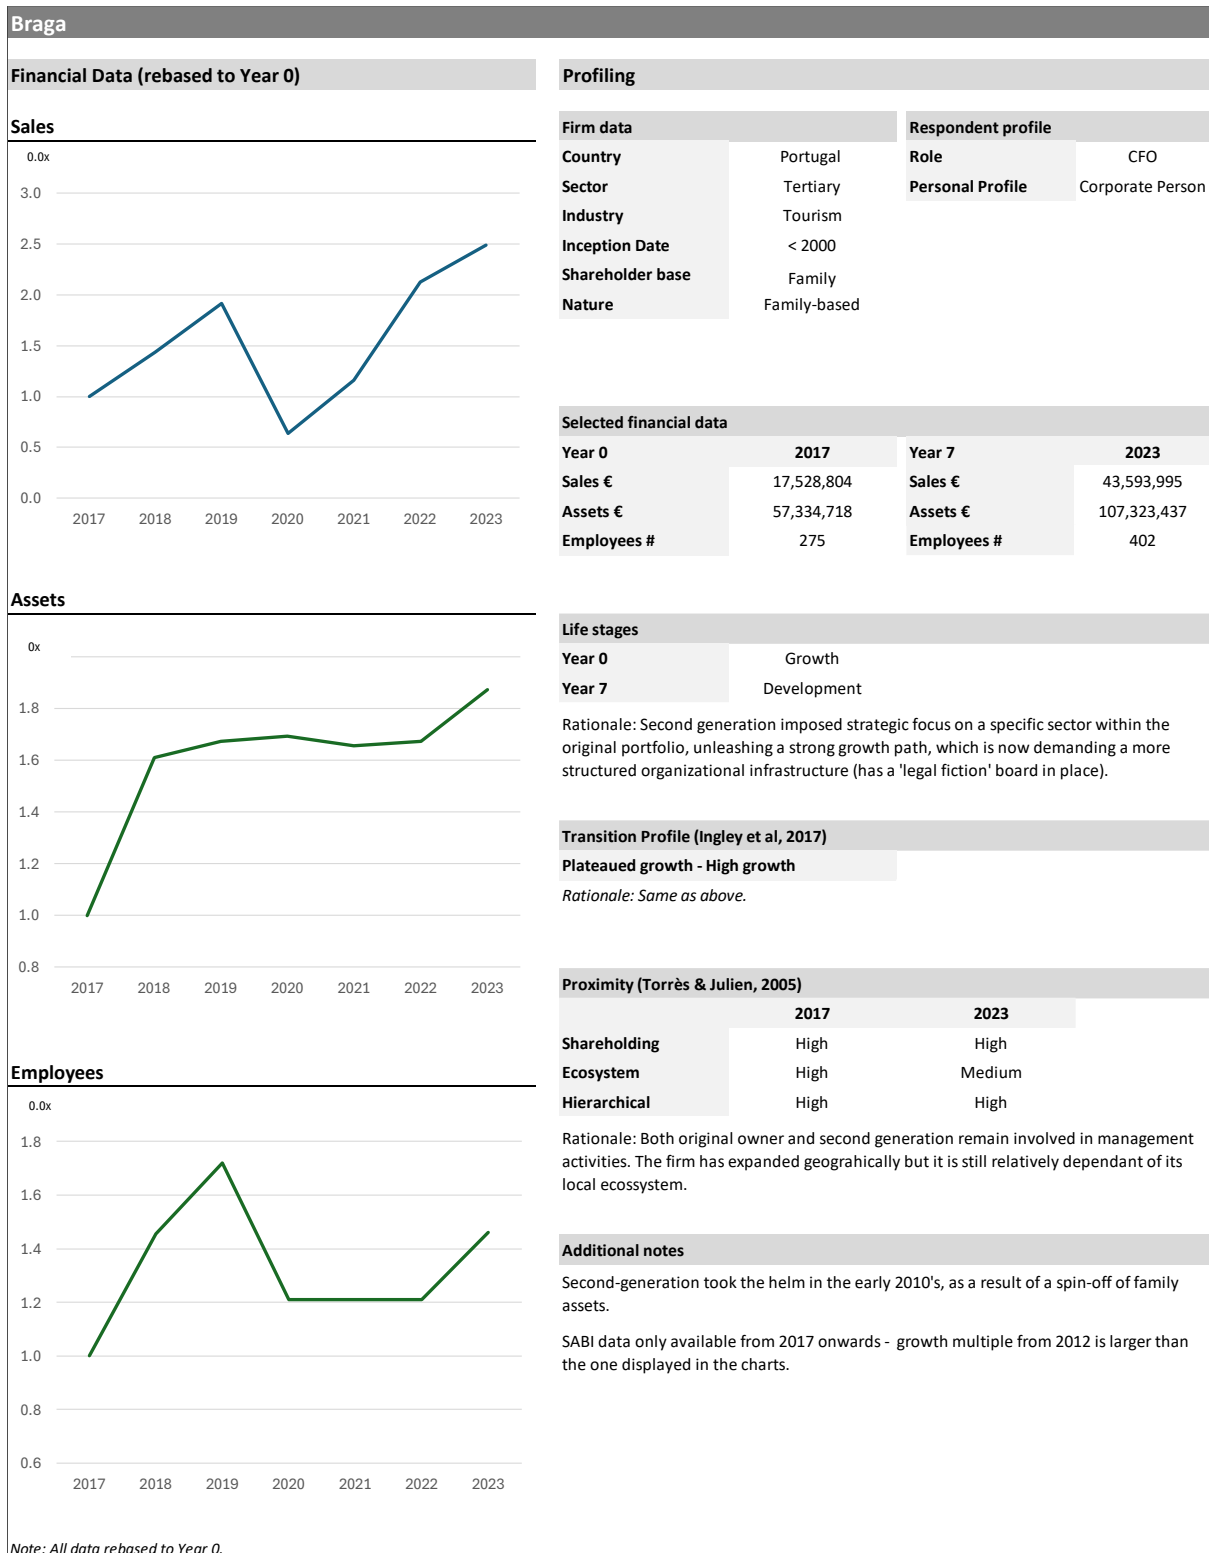 Braga
Financial Data (rebased to Year 0)
Sales
0.0x
3.0
2.5
2.0
1.5
1.0
0.5
0.0
2017 2018 2019 2020 2021 2022 2023
Assets
0x
1.8
1.6
1.4
1.2
1.0
0.8
2017 2018 2019 2020 2021 2022 2023
Employees
0.0x
1.8
1.6
1.4
1.2
1.0
0.8
0.6
2017 2018 2019 2020 2021 2022 2023
Note: All data rebased to Year 0.
Profiling
Firm data
Country Portugal
Sector Tertiary
Industry Tourism
Inception Date < 2000
Shareholder base Family
Nature Family-based
Respondent profile
Role CFO
Personal Profile Corporate Person
Selected financial data
Year 0 2017 Year 7 2023
Sales € 17,528,804 Sales € 43,593,995
Assets € 57,334,718 Assets € 107,323,437
Employees # 275 Employees # 402
Life stages
Year 0 Growth
Year 7 Development
Rationale: Second generation imposed strategic focus on a specific sector within the
original portfolio, unleashing a strong growth path, which is now demanding a more
structured organizational infrastructure (has a 'legal fiction' board in place).
Transition Profile (Ingley et al, 2017)
Plateaued growth - High growth
Rationale: Same as above.
Proximity (Torrès & Julien, 2005)
2017 2023
Shareholding High High
Ecosystem High Medium
Hierarchical High High
Rationale: Both original owner and second generation remain involved in management
activities. The firm has expanded geograhically but it is still relatively dependant of its
local ecossystem.
Additional notes
Second-generation took the helm in the early 2010's, as a result of a spin-off of family
assets.
SABI data only available from 2017 onwards - growth multiple from 2012 is larger than
the one displayed in the charts.